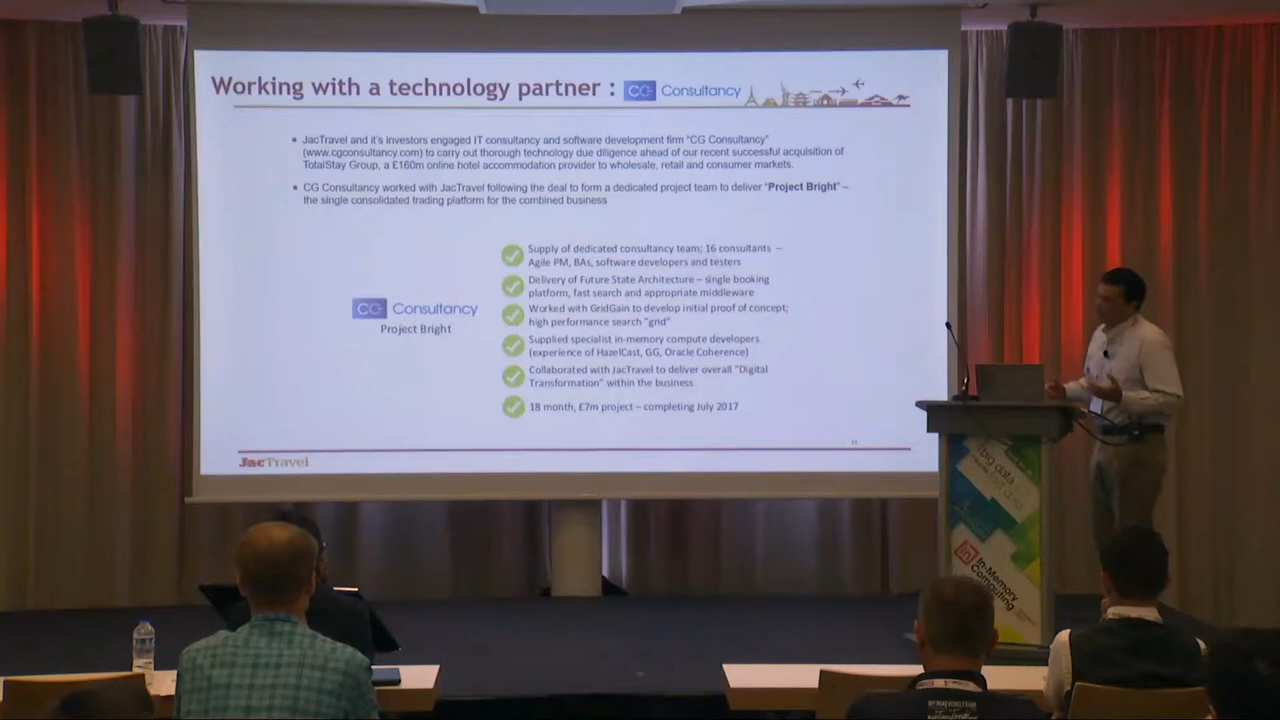 Working with a technology partner : CG Consultancy
JacTravel and it's investors engaged IT consultancy and software development firm "CG Consultancy"
(www.cgconsultancy.com) to carry out thorough technology due diligence ahead of our recent successful acquisition of
TotalStay Group, a £160m online hotel accommodation provider to wholesale, retail and consumer markets.
CG Consultancy worked with JacTravel following the deal to form a dedicated project team to deliver "Project Bright" –
the single consolidated trading platform for the combined business
Supply of dedicated consultancy team; 16 consultants –
Agile PM, BAs, software developers and testers
Delivery of Future State Architecture – single booking
platform, fast search and appropriate middleware
CG Consultancy
Project Bright
Worked with GridGain to develop initial proof of concept;
high performance search "grid"
Supplied specialist in-memory compute developers
(experience of HazelCast, GG, Oracle Coherence)
Collaborated with JacTravel to deliver overall "Digital
Transformation" within the business
18 month, £7m project – completing July 2017
JacTravel
big data
In-Memory
Computing